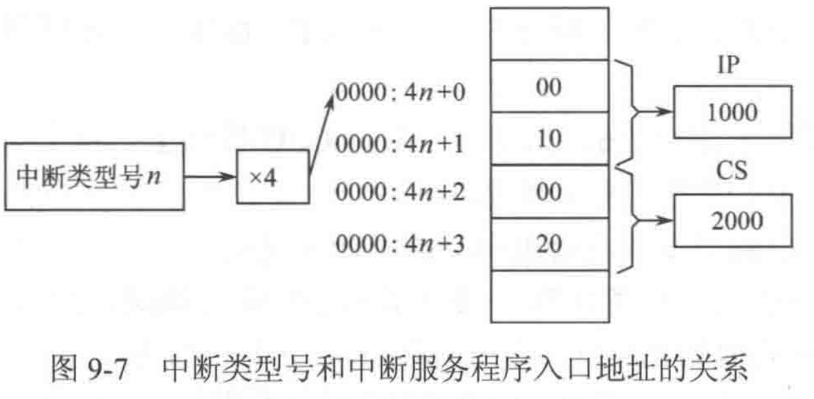 IP
0000: 4n+0 00 1000
0000: 4n+1 10
中断类型号n ×4 CS
0000: 4n+2 00 2000
0000: 4n+3 20
图 9-7 中断类型号和中断服务程序入口地址的关系